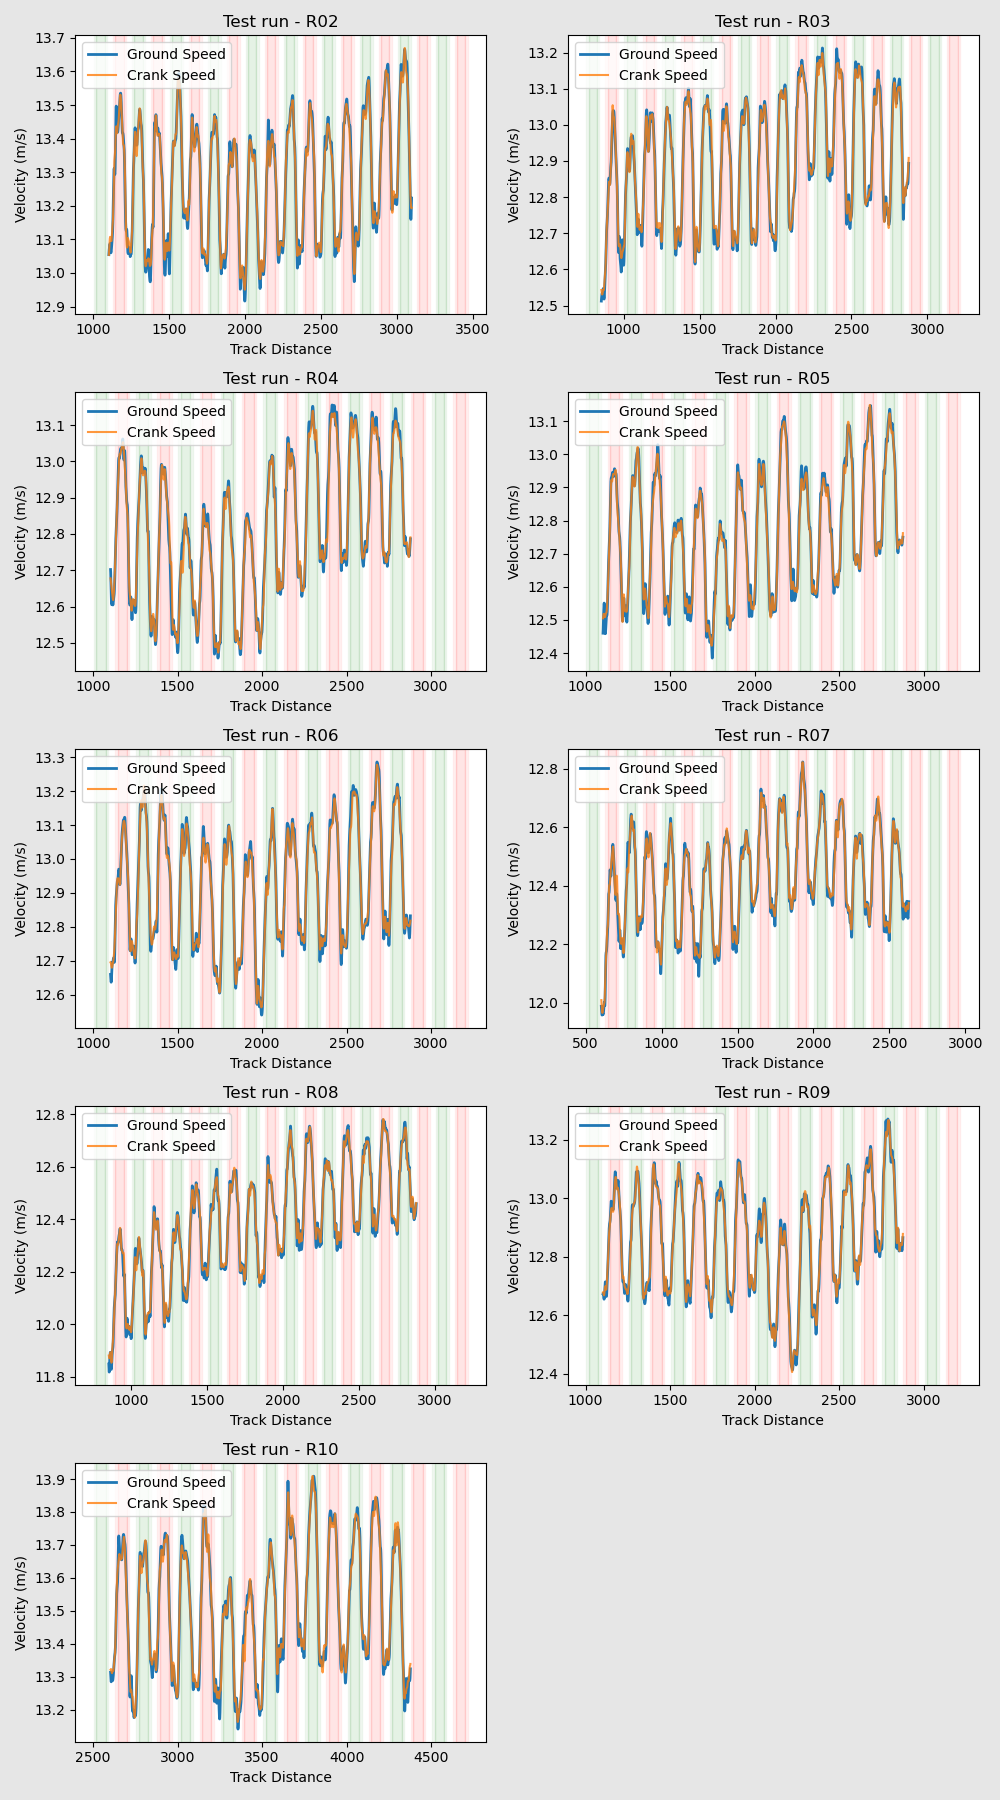 Test run - R02
Ground Speed
Crank Speed
Velocity (m/s)
13.7
13.6
13.5
13.4
13.3
13.2
13.1
13.0
12.9
1000 1500 2000 2500 3000 3500
Track Distance
Test run - R03
Ground Speed
Crank Speed
Velocity (m/s)
13.2
13.1
13.0
12.9
12.8
12.7
12.6
12.5
1000 1500 2000 2500 3000
Track Distance
Test run - R04
Ground Speed
Crank Speed
Velocity (m/s)
13.1
13.0
12.9
12.8
12.7
12.6
12.5
1000 1500 2000 2500 3000
Track Distance
Test run - R05
Ground Speed
Crank Speed
Velocity (m/s)
13.1
13.0
12.9
12.8
12.7
12.6
12.5
12.4
1000 1500 2000 2500 3000
Track Distance
Test run - R06
Ground Speed
Crank Speed
Velocity (m/s)
13.3
13.2
13.1
13.0
12.9
12.8
12.7
12.6
1000 1500 2000 2500 3000
Track Distance
Test run - R07
Ground Speed
Crank Speed
Velocity (m/s)
12.8
12.6
12.4
12.2
12.0
500 1000 1500 2000 2500 3000
Track Distance
Test run - R08
Ground Speed
Crank Speed
Velocity (m/s)
12.8
12.6
12.4
12.2
12.0
11.8
1000 1500 2000 2500 3000
Track Distance
Test run - R09
Ground Speed
Crank Speed
Velocity (m/s)
13.2
13.0
12.8
12.6
12.4
1000 1500 2000 2500 3000
Track Distance
Test run - R10
Ground Speed
Crank Speed
Velocity (m/s)
13.9
13.8
13.7
13.6
13.5
13.4
13.3
13.2
2500 3000 3500 4000 4500
Track Distance